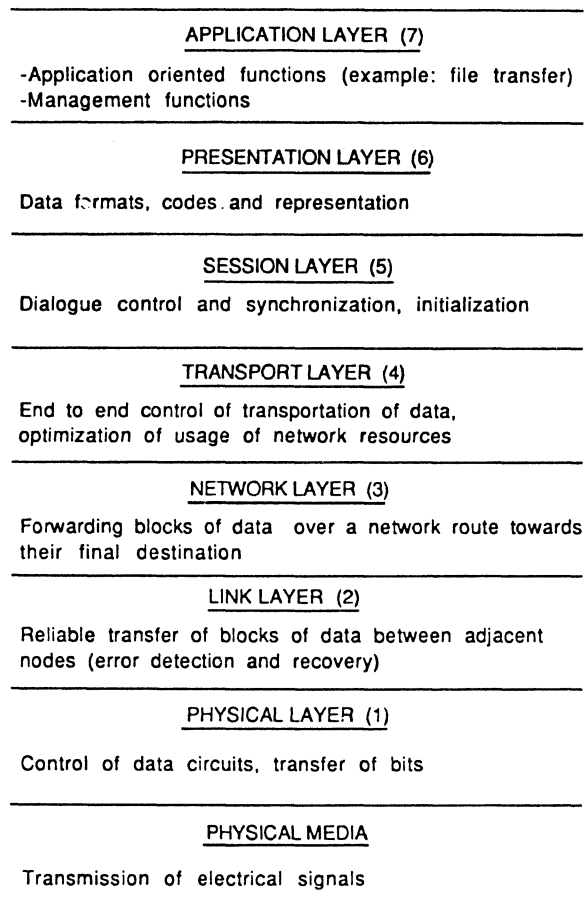 APPLICATION LAYER (7)
-Application oriented functions (example: file transfer)
-Management functions
PRESENTATION LAYER (6)
Data formats, codes and representation
SESSION LAYER (5)
Dialogue control and synchronization, initialization
TRANSPORT LAYER (4)
End to end control of transportation of data,
optimization of usage of network resources
NETWORK LAYER (3)
Forwarding blocks of data over a network route towards
their final destination
LINK LAYER (2)
Reliable transfer of blocks of data between adjacent
nodes (error detection and recovery)
PHYSICAL LAYER (1)
Control of data circuits, transfer of bits
PHYSICAL MEDIA
Transmission of electrical signals